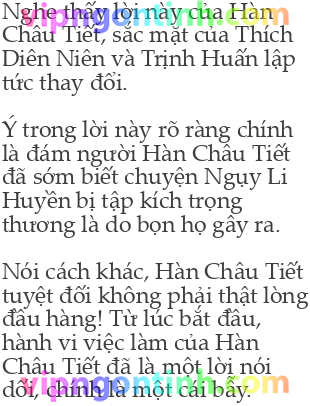 Nghe thấy lời này của Hàn
Châu Tiết, sắc mặt của Thích
Diên Niên và Trịnh Huấn lập
tức thay đổi.
Ý trong lời này rõ ràng chính
là đám người Hàn Châu Tiết
đã sớm biết chuyện Ngụy Li
Huyền bị tập kích trọng
thương là do bọn họ gây ra.
Nói cách khác, Hàn Châu Tiết
tuyệt đối không phải thật lòng
đầu hàng! Từ lúc bắt đầu,
hành vi việc làm của Hàn
Châu Tiết đã là một lời nói
dối, chính là một cái bẫy.
vipngontinh.com
vipngontinh.com